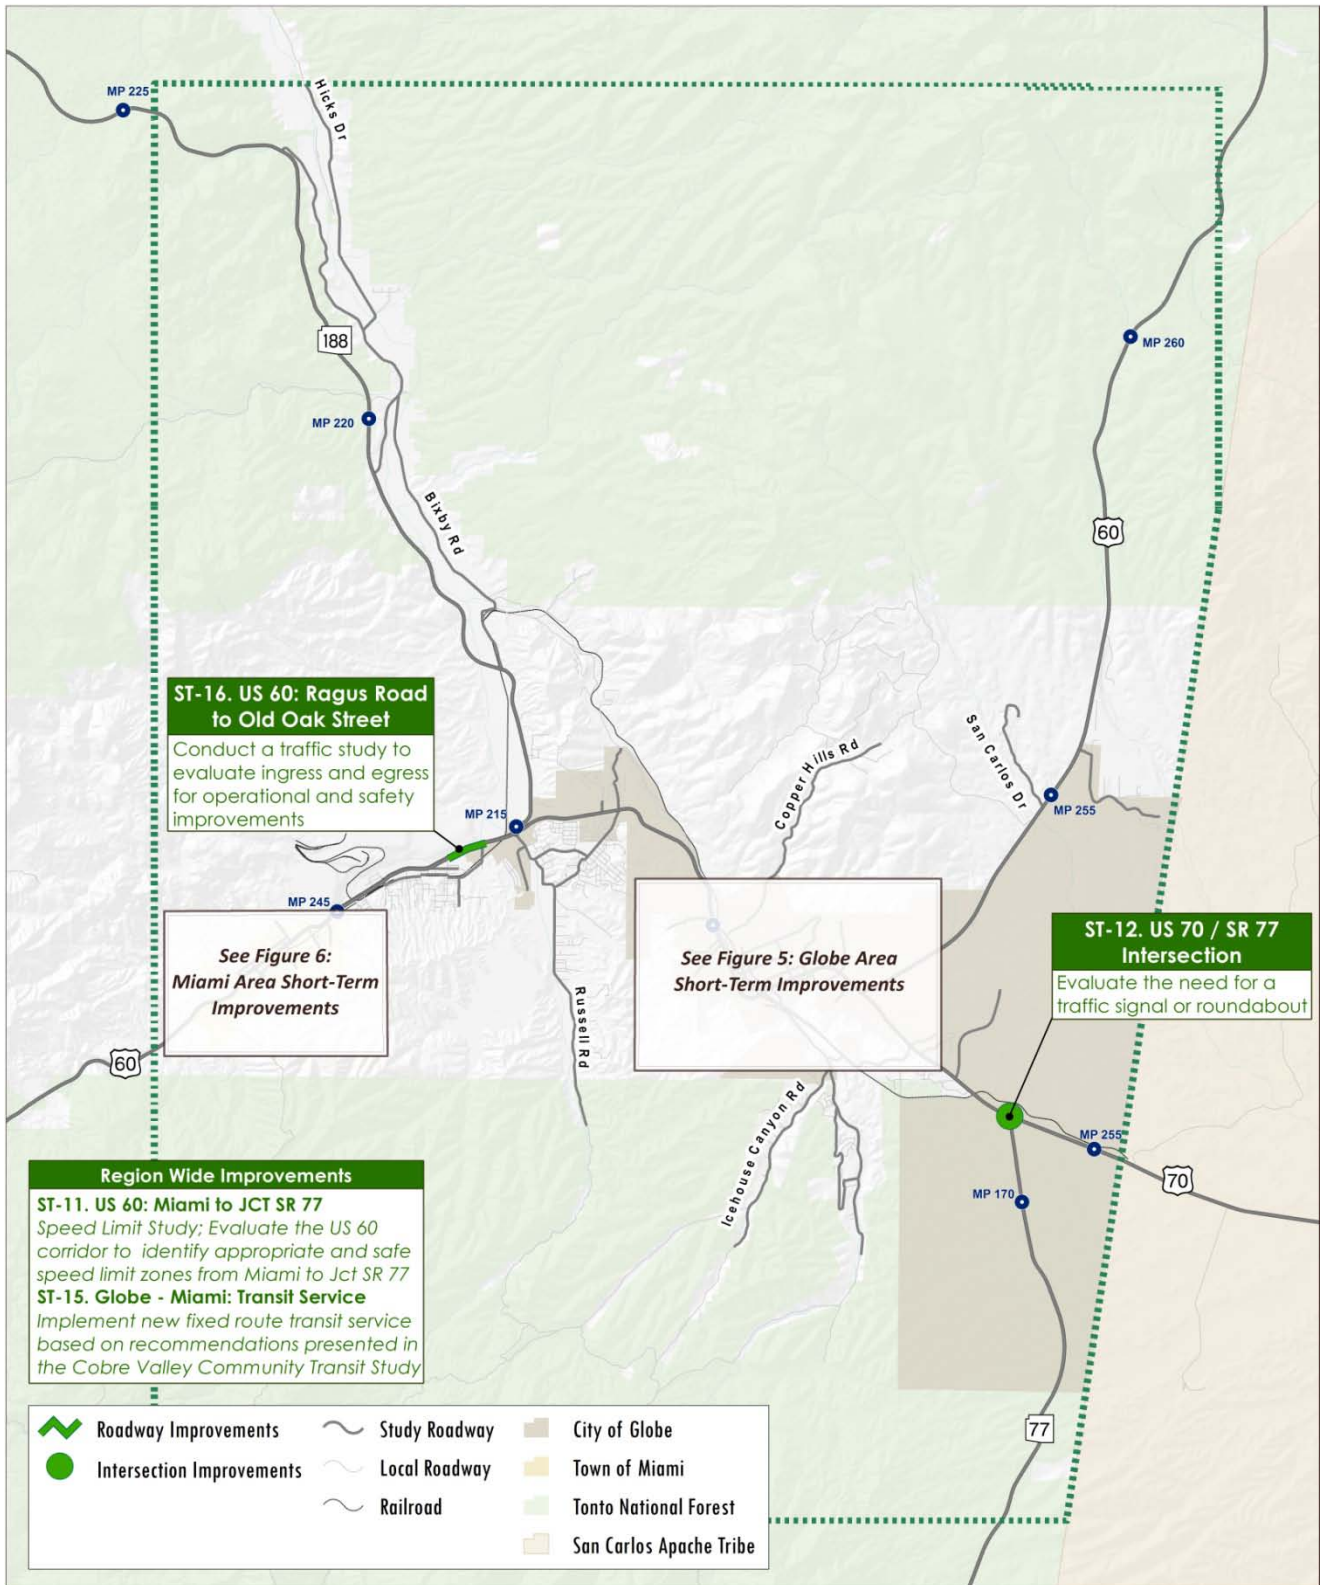 MP 225
Hicks Dr
188
MP 260
MP 220
60
Bixby Rd
ST-16. US 60: Ragus Road
to Old Oak Street
Conduct a traffic study to
evaluate ingress and egress
for operational and safety
improvements
San Carlos Dr
Copper Hills Rd
MP 255
MP 215
MP 245
See Figure 6:
Miami Area Short-Term
Improvements
See Figure 5: Globe Area
Short-Term Improvements
ST-12. US 70 / SR 77
Intersection
Evaluate the need for a
traffic signal or roundabout
Russell Rd
60
Icehouse Canyon Rd
MP 255
70
MP 170
Region Wide Improvements
ST-11. US 60: Miami to JCT SR 77
Speed Limit Study; Evaluate the US 60
corridor to identify appropriate and safe
speed limit zones from Miami to Jct SR 77
ST-15. Globe - Miami: Transit Service
Implement new fixed route transit service
based on recommendations presented in
the Cobre Valley Community Transit Study
77
Roadway Improvements
Intersection Improvements
Study Roadway
Local Roadway
Railroad
City of Globe
Town of Miami
Tonto National Forest
San Carlos Apache Tribe